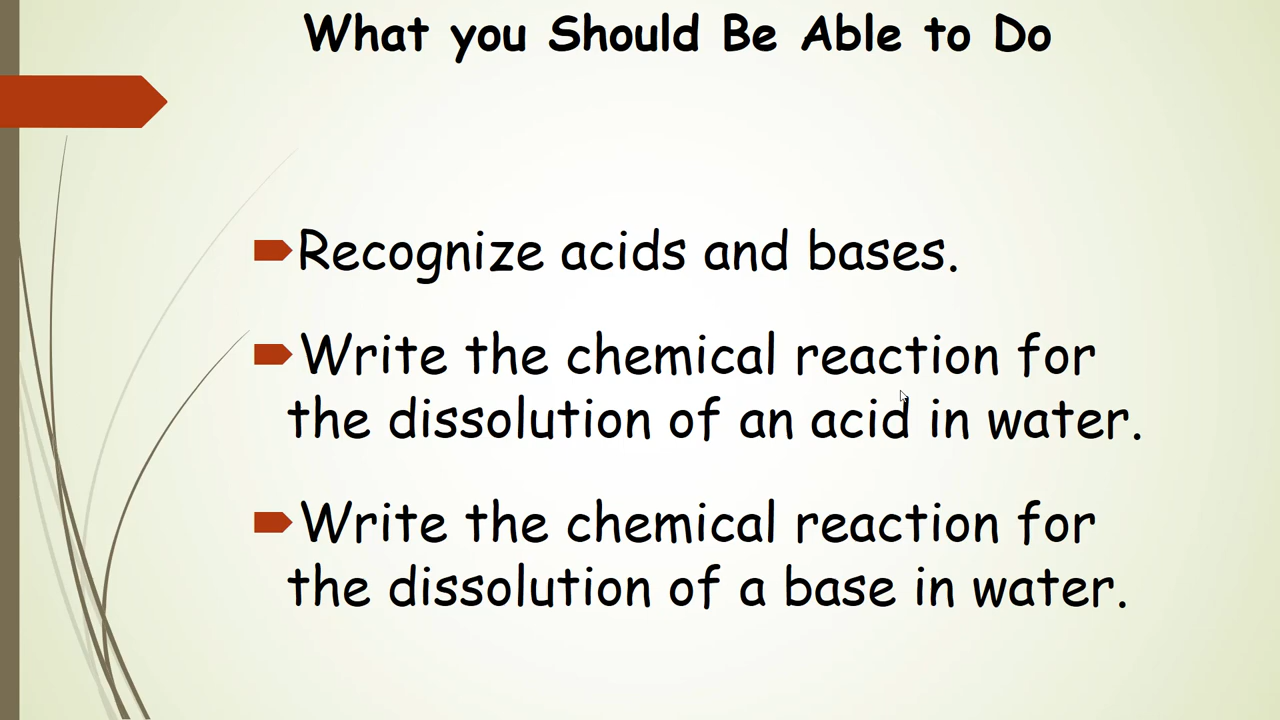 What you Should Be Able to Do
Recognize acids and bases.
Write the chemical reaction for
the dissolution of an acid in water.
Write the chemical reaction for
the dissolution of a base in water.